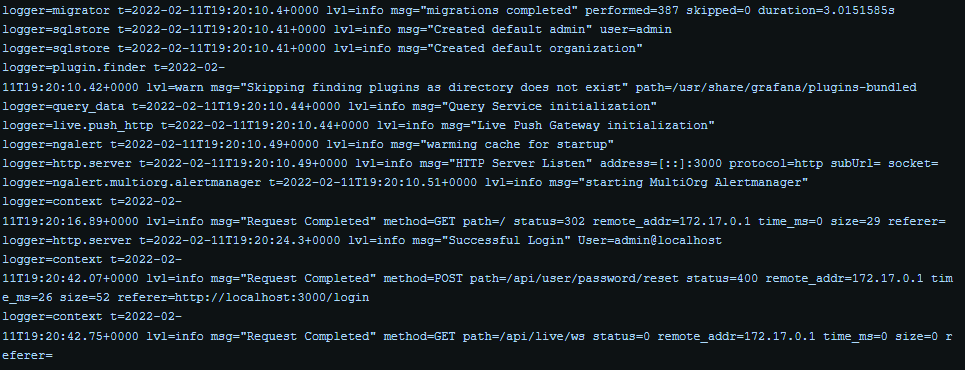 logger=migrator t=2022-02-11T19:20:10.4+0000 lvl=info msg="migrations completed" performed=387 skipped=0 duration=3.0151585s
logger=sqlstore t=2022-02-11T19:20:10.41+0000 lvl=info msg="Created default admin" user=admin
logger=sqlstore t=2022-02-11T19:20:10.41+0000 lvl=info msg="Created default organization"
logger=plugin.finder t=2022-02-
11T19:20:10.42+0000 lvl=warn msg="Skipping finding plugins as directory does not exist" path=/usr/share/grafana/plugins-bundled
logger=query_data t=2022-02-11T19:20:10.44+0000 lvl=info msg="Query Service initialization"
logger=live.push_http t=2022-02-11T19:20:10.44+0000 lvl=info msg="Live Push Gateway initialization"
logger=ngalert t=2022-02-11T19:20:10.49+0000 lvl=info msg="warming cache for startup"
logger=http.server t=2022-02-11T19:20:10.49+0000 lvl=info msg="HTTP Server Listen" address=[::]:3000 protocol=http subUrl= socket=
logger=ngalert.multiorg.alertmanager t=2022-02-11T19:20:10.51+0000 lvl=info msg="starting MultiOrg Alertmanager"
logger=context t=2022-02-
11T19:20:16.89+0000 lvl=info msg="Request Completed" method=GET path=/ status=302 remote_addr=172.17.0.1 time_ms=0 size=29 referer=
logger=http.server t=2022-02-11T19:20:24.3+0000 lvl=info msg="Successful Login" User=admin@localhost
logger=context t=2022-02-
11T19:20:42.07+0000 lvl=info msg="Request Completed" method=POST path=/api/user/password/reset status=400 remote_addr=172.17.0.1 tim
e_ms=26 size=52 referer=http://localhost:3000/login
logger=context t=2022-02-
11T19:20:42.75+0000 lvl=info msg="Request Completed" method=GET path=/api/live/ws status=0 remote_addr=172.17.0.1 time_ms=0 size=0 r
eferer=